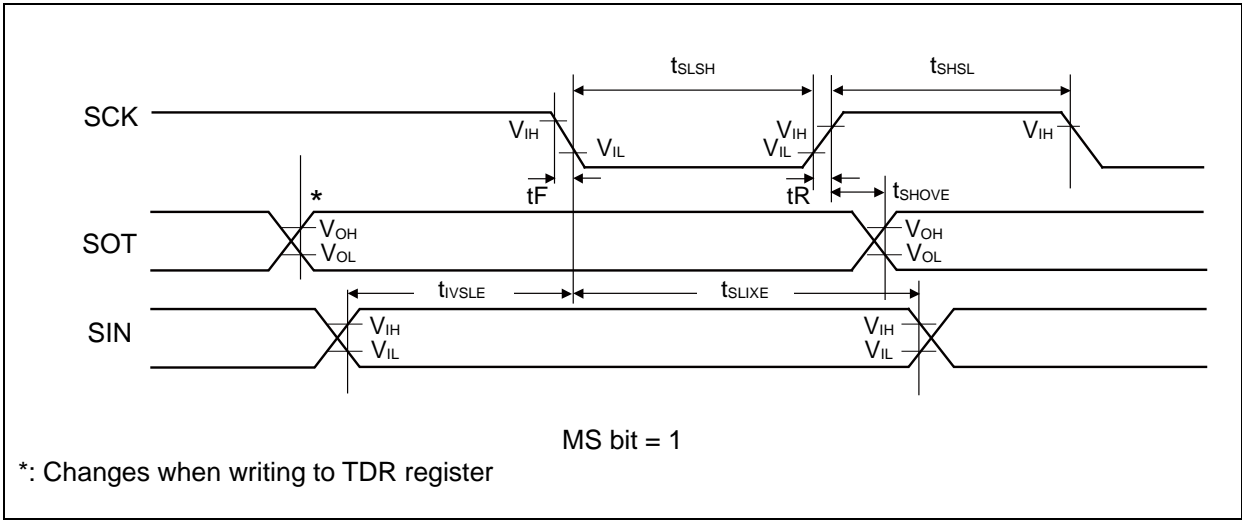 tSLSH tSHSL
SCK
VIH VIL VIH VIL VIH
tF tR tSHOVE
*
SOT
VOH VOH
VOL VOL
tIVSLE tSLIXE
SIN
VIH VIH
VIL VIL
MS bit = 1
*: Changes when writing to TDR register